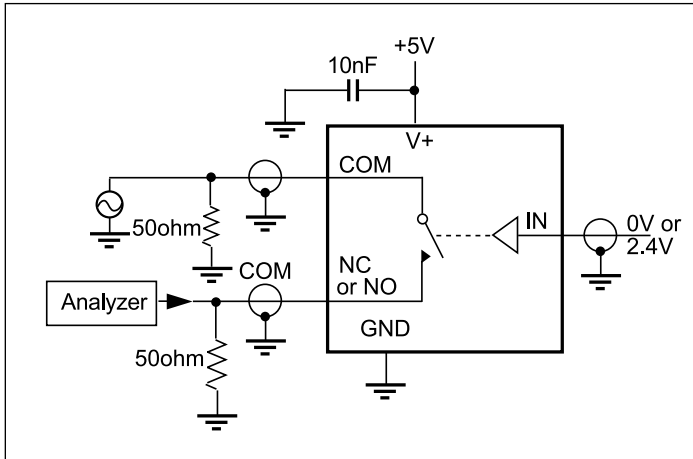 +5V
10nF
V+
COM
50ohm
IN
0V or
2.4V
COM
NC
or NO
Analyzer
GND
50ohm